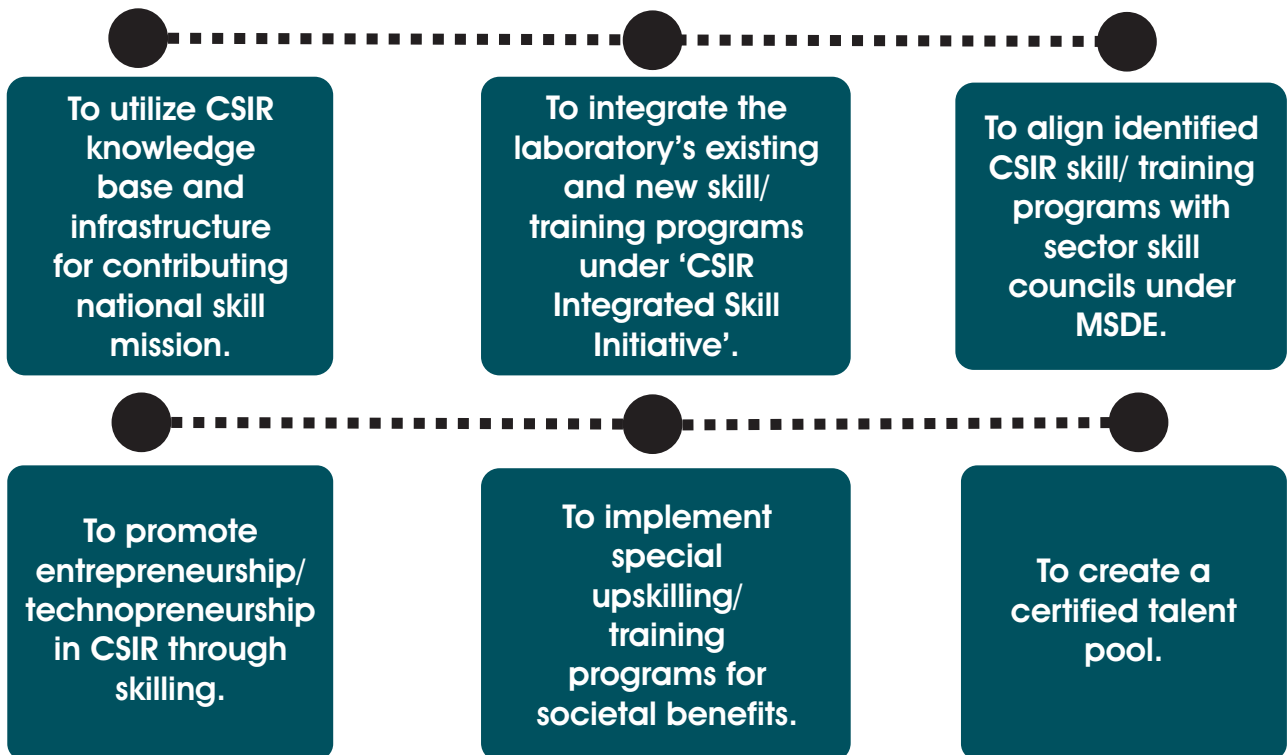 To utilize CSIR
knowledge
base and
infrastructure
for contributing
national skill
mission.
To integrate the
laboratory’s existing
and new skill/
training programs
under ‘CSIR
Integrated Skill
Initiative’.
To align identified
CSIR skill/ training
programs with
sector skill
councils under
MSDE.
To promote
entrepreneurship/
technopreneurship
in CSIR through
skilling.
To implement
special
upskilling/
training
programs for
societal benefits.
To create a
certified talent
pool.